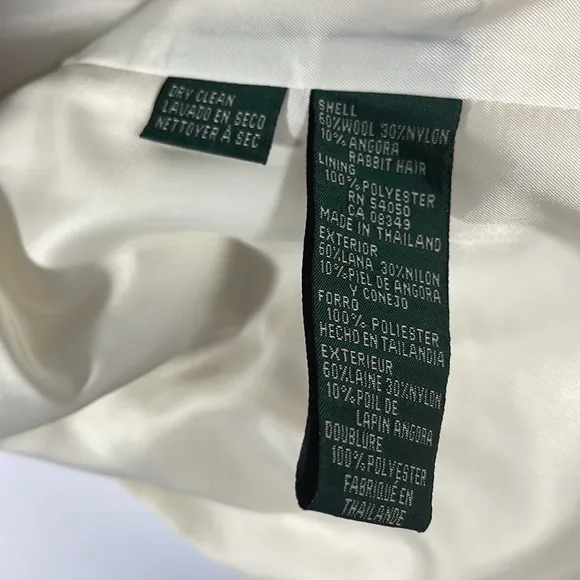 DRY CLEAN
LAVADO EN SECO
NETTOYER À SEC
SHELL
60%WOOL 30%NYLON
10% ANGORA
RABBIT HAIR
LINING
100% POLYESTER
RN 54050
CA 08349
MADE IN THAILAND
EXTERIOR
60%LANA 30%NILON
10%PIEL DE ANGORA
Y CONEJO
FORRO
100% POLIESTER
HECHO EN TAILANDIA
EXTERIEUR
60%LAINE 30%NYLON
10%POIL DE
LAPIN ANGORA
DOUBLURE
100%POLYESTER
FABRIQUÉ EN
THAILANDE